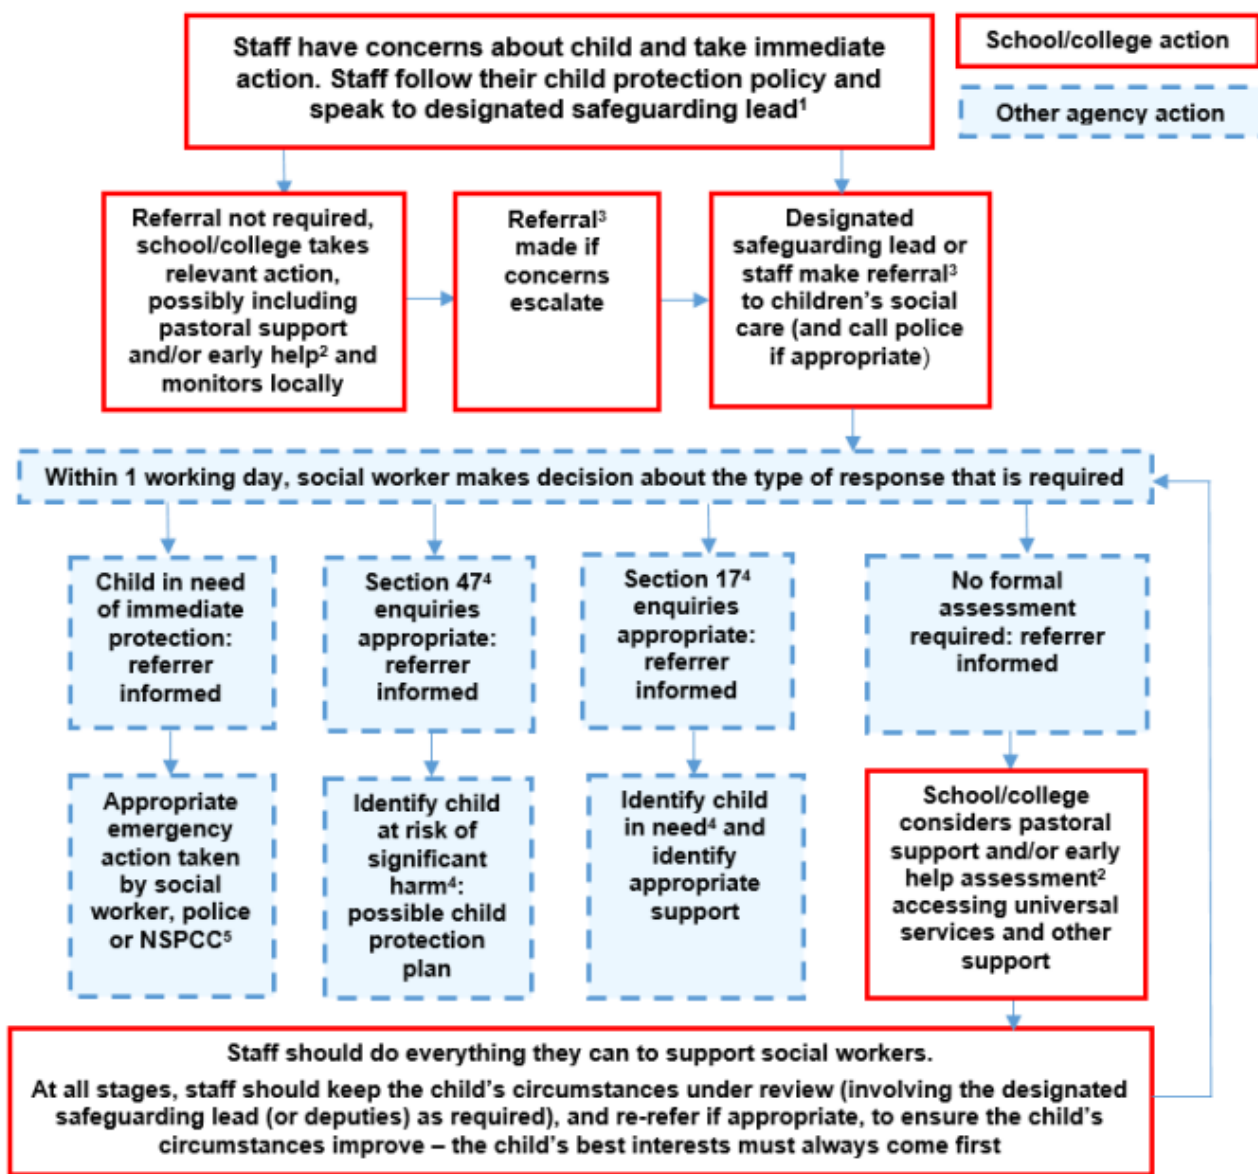 Staff have concerns about child and take immediate
action. Staff follow their child protection policy and
speak to designated safeguarding lead¹
School/college action
Other agency action
Referral not required,
school/college takes
relevant action,
possibly including
pastoral support
and/or early help² and
monitors locally
Referral³
made if
concerns
escalate
Designated
safeguarding lead or
staff make referral³
to children’s social
care (and call police
if appropriate)
Within 1 working day, social worker makes decision about the type of response that is required
Child in need
of immediate
protection:
referrer
informed
Section 47⁴
enquiries
appropriate:
referrer
informed
Section 17⁴
enquiries
appropriate:
referrer
informed
No formal
assessment
required: referrer
informed
Appropriate
emergency
action taken
by social
worker, police
or NSPCC⁵
Identify child
at risk of
significant
harm⁴:
possible child
protection
plan
Identify child
in need⁴ and
identify
appropriate
support
School/college
considers pastoral
support and/or early
help assessment²
accessing universal
services and other
support
Staff should do everything they can to support social workers.
At all stages, staff should keep the child’s circumstances under review (involving the designated
safeguarding lead (or deputies) as required), and re-refer if appropriate, to ensure the child’s
circumstances improve – the child’s best interests must always come first